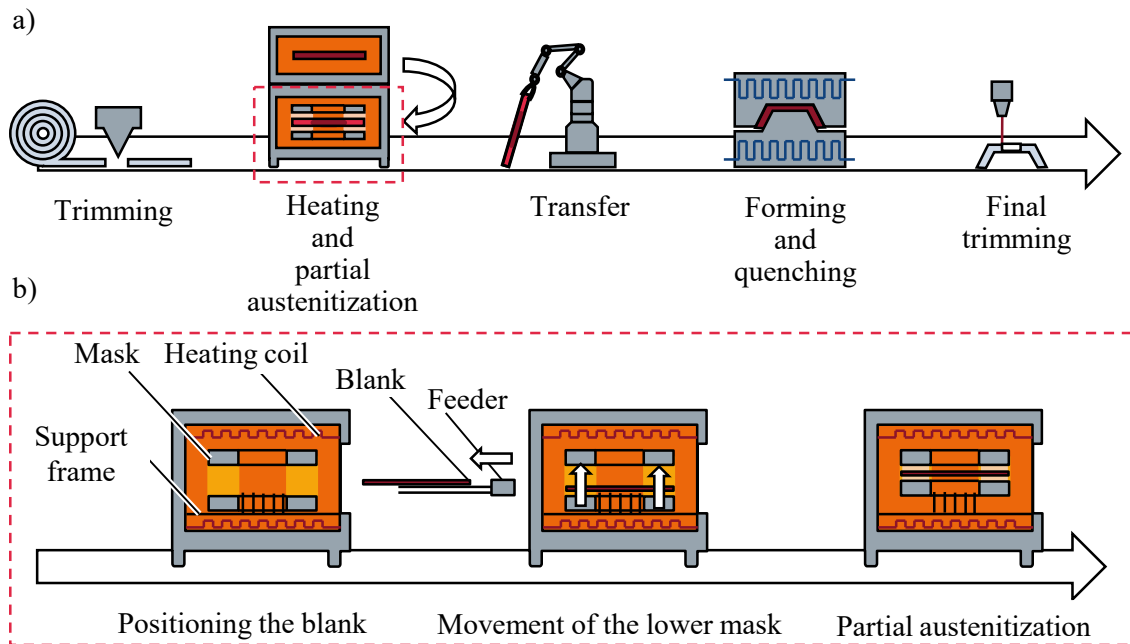 a)
Trimming
Heating
and
partial
austenitization
Transfer
Forming
and
quenching
Final
trimming
b)
Mask
Heating coil
Blank
Feeder
Support
frame
Positioning the blank
Movement of the lower mask
Partial austenitization